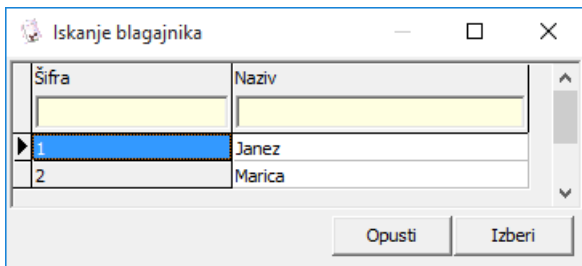 Iskanje blagajnika
Šifra Naziv
1 Janez
2 Marica
Opusti Izberi